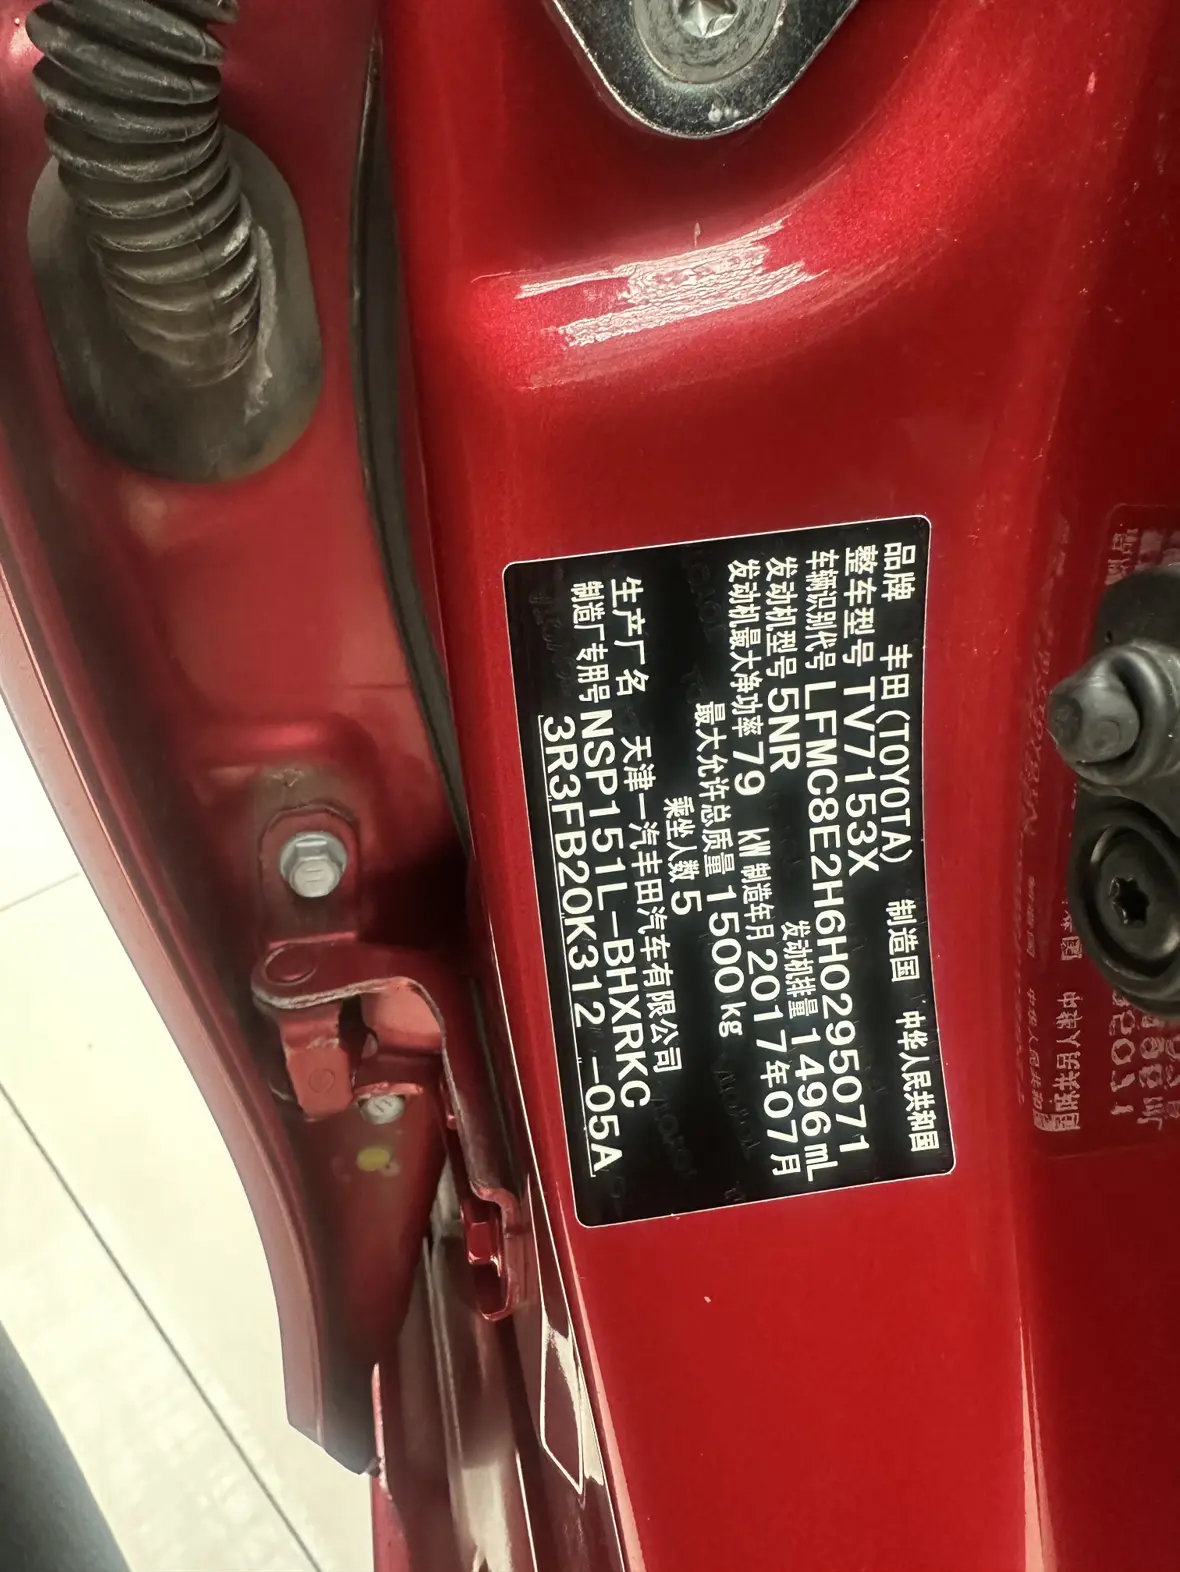 品牌 丰田(TOYOTA) 制造国 中华人民共和国
整车型号 TV7153X
车辆识别代号 LFMC8E2H6H0295071
发动机型号 5NR 发动机排量 1496 mL
发动机最大净功率 79 kW 制造年月 2017年07月
最大允许总质量 1500 kg
乘坐人数 5
生产厂名 天津一汽丰田汽车有限公司
制造厂专用号 NSP151L-BHXRKC
3R3FB20K312 -05A